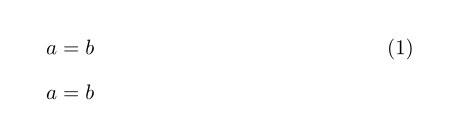 a = b (1)
a = b